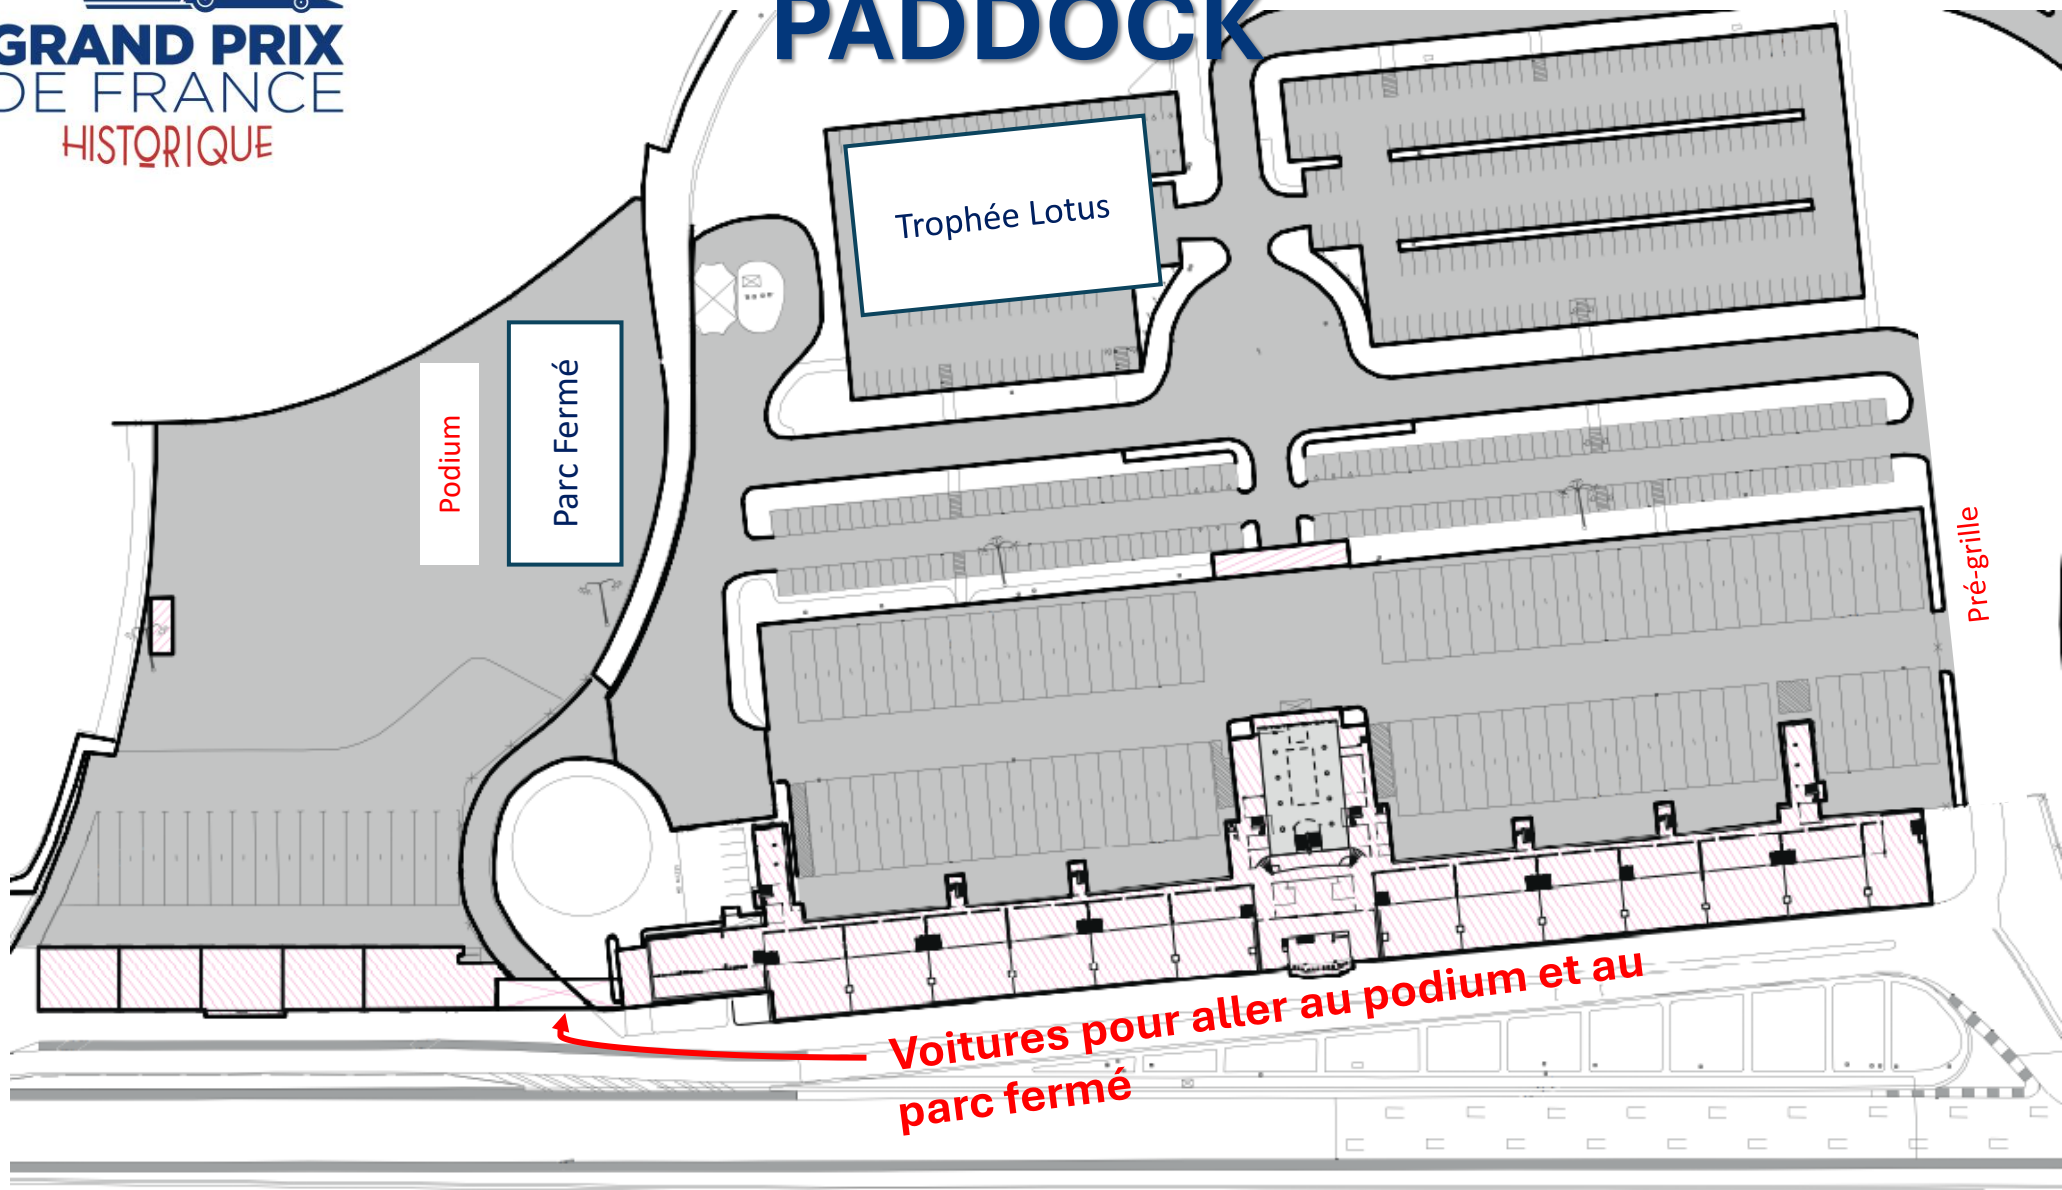 PADDOCK
GRAND PRIX
DE FRANCE
HISTORIQUE
Trophée Lotus
Parc Fermé
Podium
Pré-grille
Voitures pour aller au podium et au
parc fermé